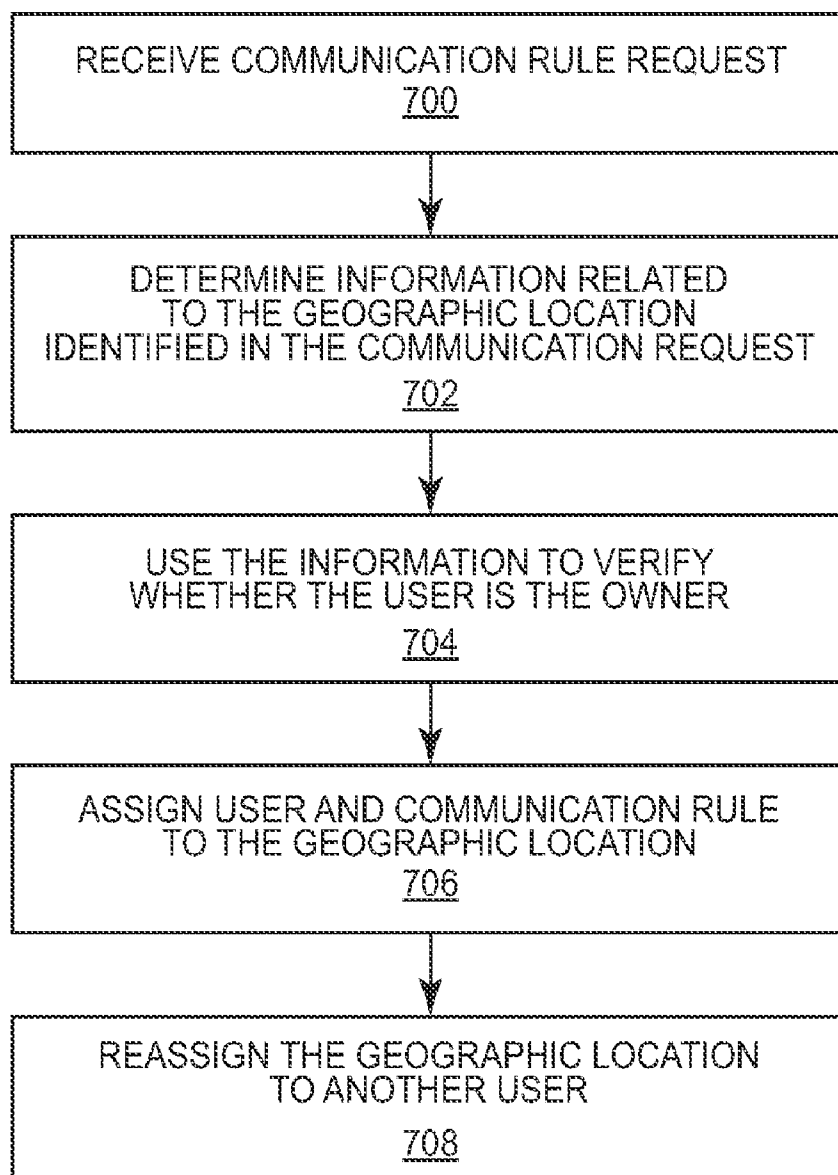 RECEIVE COMMUNICATION RULE REQUEST
700
DETERMINE INFORMATION RELATED
TO THE GEOGRAPHIC LOCATION
IDENTIFIED IN THE COMMUNICATION REQUEST
702
USE THE INFORMATION TO VERIFY
WHETHER THE USER IS THE OWNER
704
ASSIGN USER AND COMMUNICATION RULE
TO THE GEOGRAPHIC LOCATION
706
REASSIGN THE GEOGRAPHIC LOCATION
TO ANOTHER USER
708